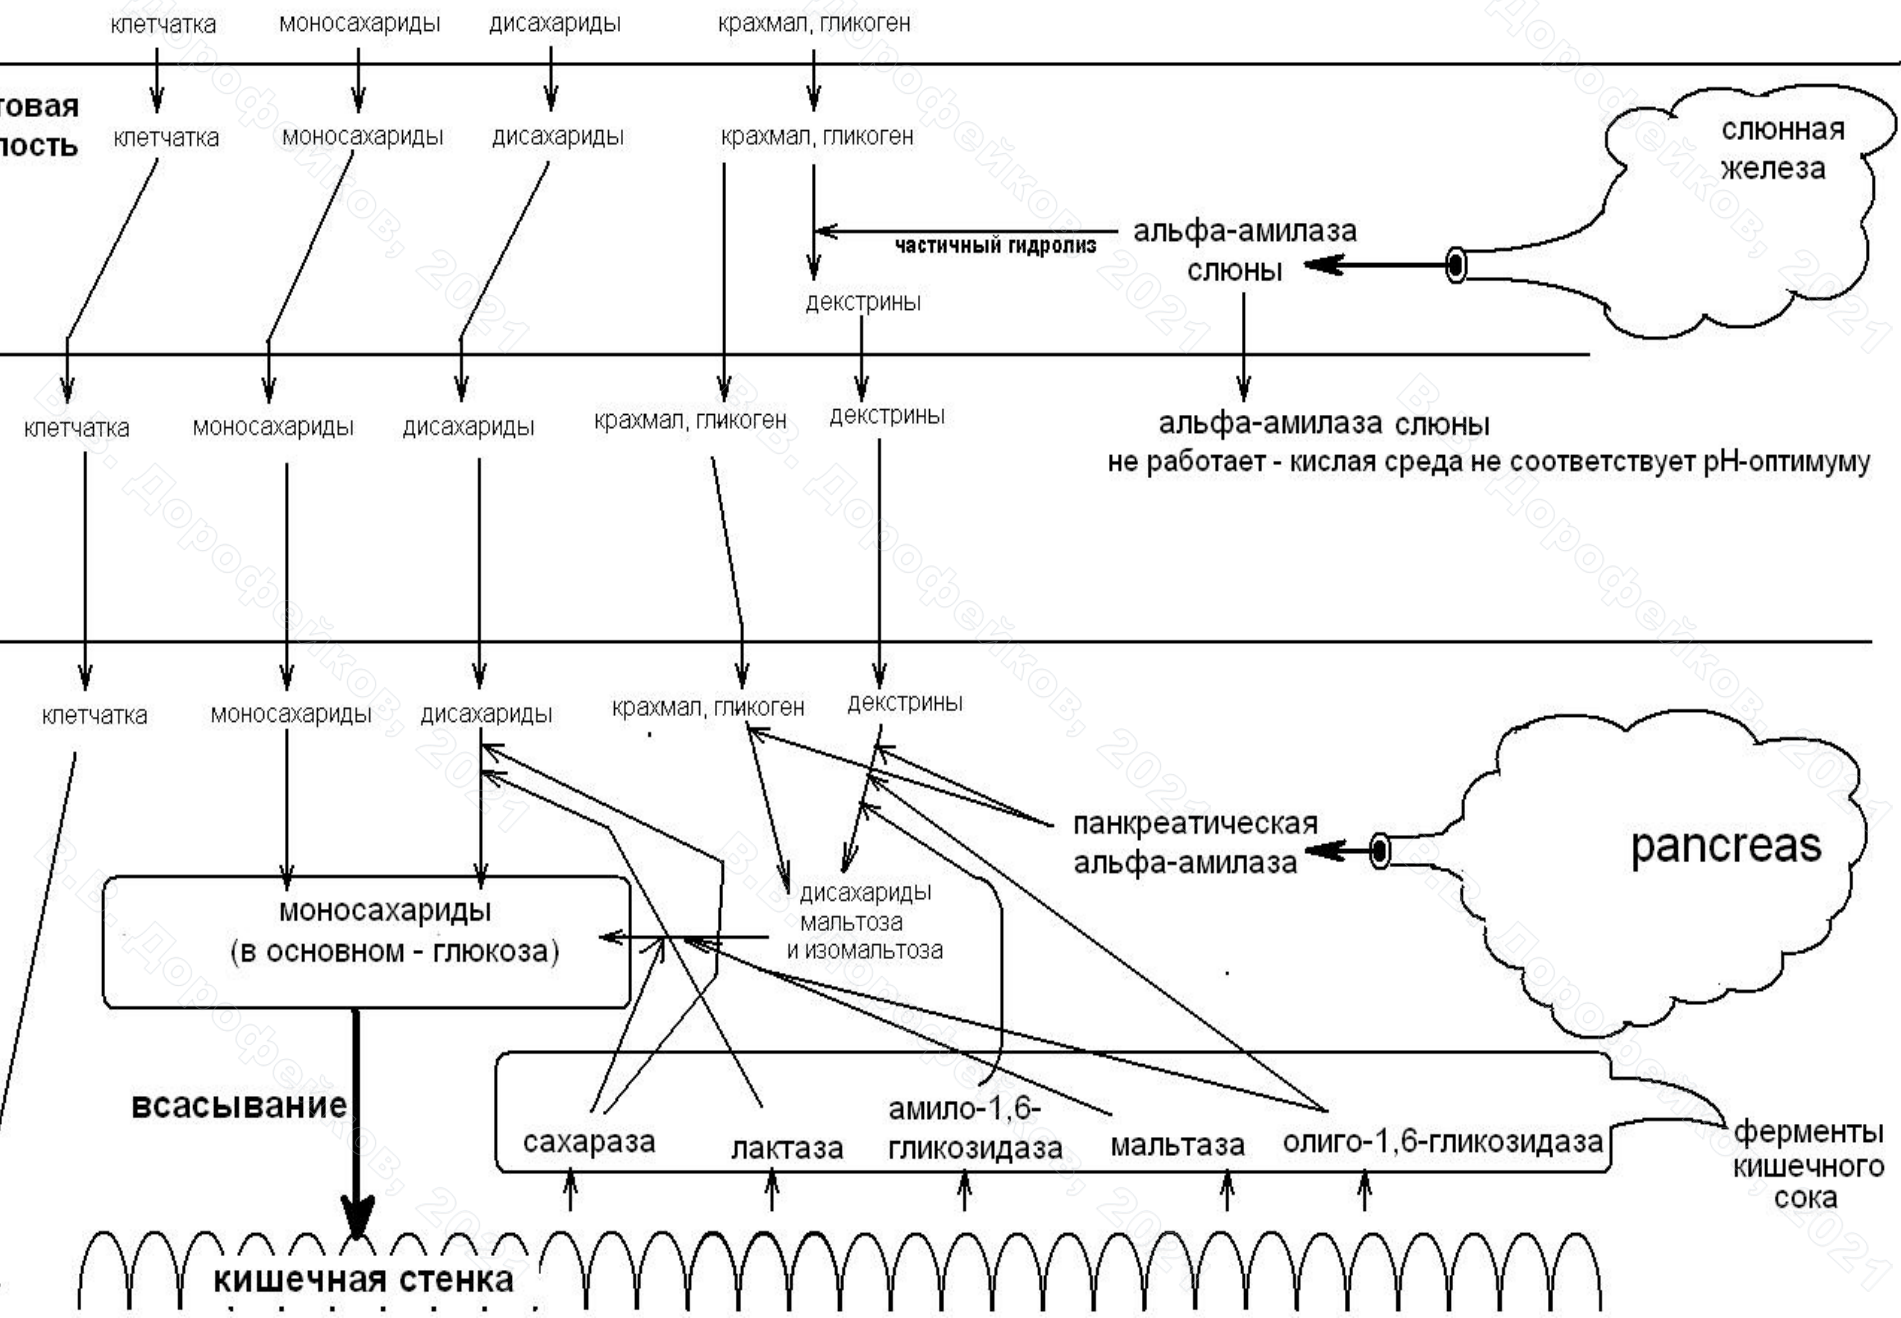 клетчатка моносахариды дисахариды крахмал, гликоген
товая
лость
клетчатка моносахариды дисахариды крахмал, гликоген
слюнная
железа
частичный гидролиз
альфа-амилаза
слюны
декстрины
клетчатка моносахариды дисахариды крахмал, гликоген декстрины
альфа-амилаза слюны
не работает - кислая среда не соответствует pH-оптимуму
клетчатка моносахариды дисахариды крахмал, гликоген декстрины
панкреатическая
альфа-амилаза
pancreas
дисахариды
мальтоза
и изомальтоза
моносахариды
(в основном - глюкоза)
всасывание
сахараза
лактаза
амило-1,6-
гликозидаза
мальтаза
олиго-1,6-гликозидаза
ферменты
кишечного
сока
кишечная стенка
В.В. Дорофейков, 2021